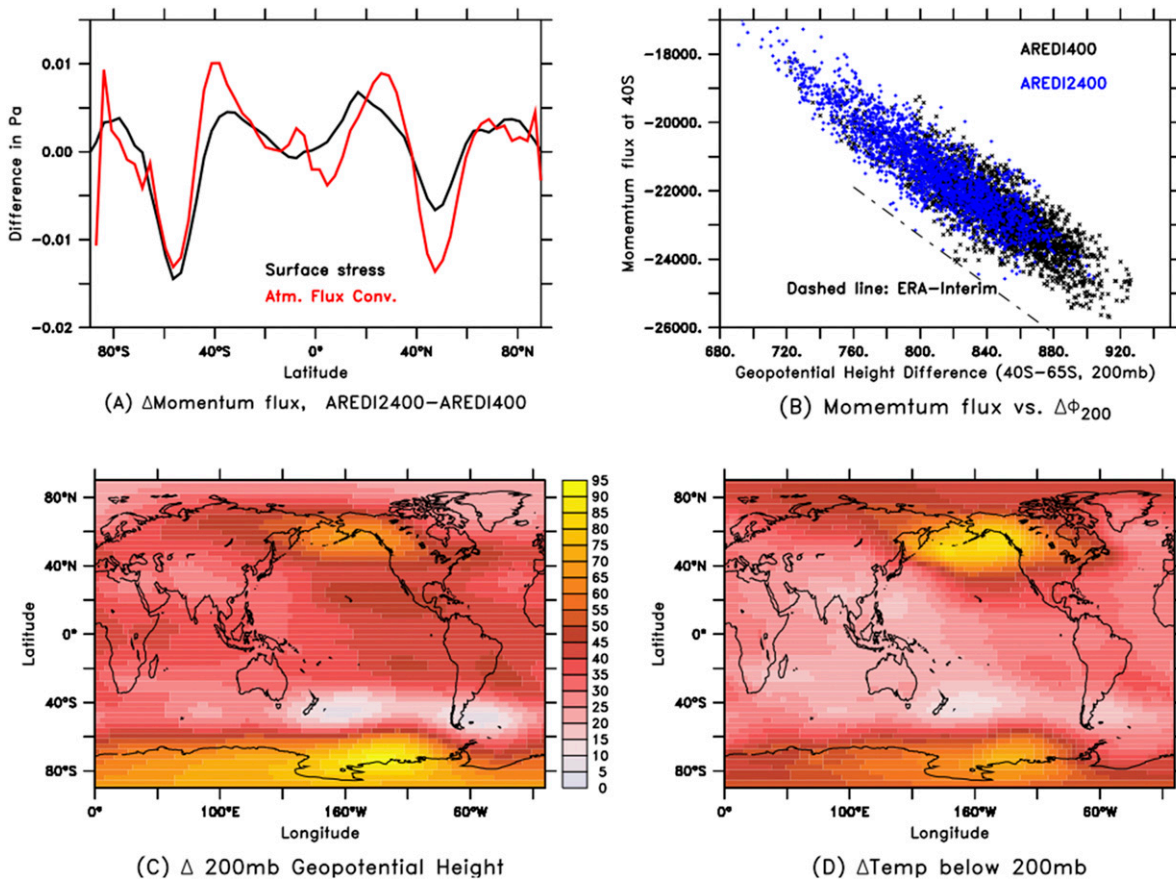 0.01
0.00
-0.01
-0.02
Difference in Pa
Surface stress
Atm. Flux Conv.
80°S 40°S 0° 40°N 80°N
Latitude
(A) ΔMomentum flux, AREDI2400-AREDI400
-18000.
-20000.
-22000.
-24000.
-26000.
Momemtum flux at 40S
AREDI400
AREDI2400
Dashed line: ERA-Interim
680. 720. 760. 800. 840. 880. 920.
Geopotential Height Difference (40S-65S, 200mb)
(B) Momemtum flux vs. ΔΦ200
80°N
40°N
0°
40°S
80°S
Latitude
0° 100°E 160°W 60°W
Longitude
95
90
85
80
75
70
65
60
55
50
45
40
35
30
25
20
15
10
5
0
(C) Δ 200mb Geopotential Height
80°N
40°N
0°
40°S
80°S
Latitude
0° 100°E 160°W 60°W
Longitude
(D) ΔTemp below 200mb